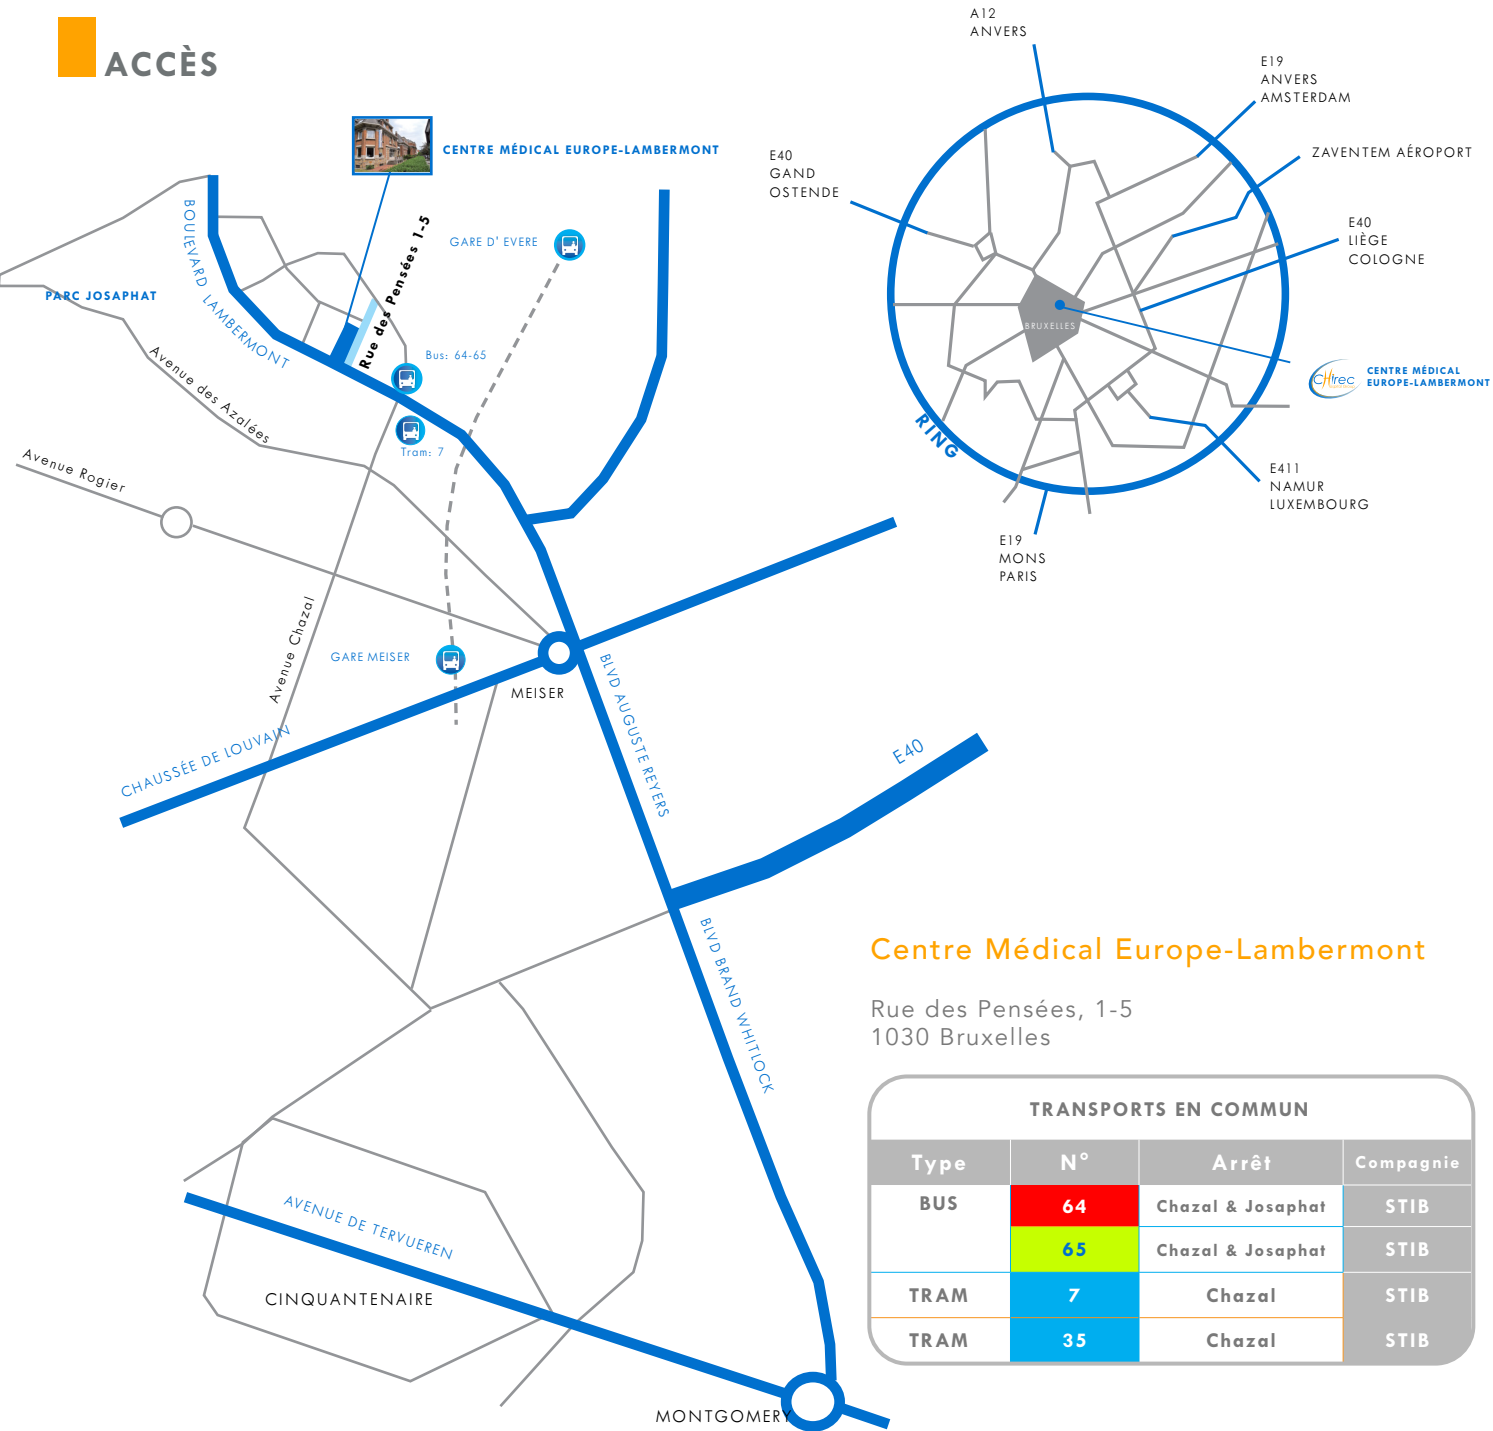 ACCÈS
A12
ANVERS
E19
ANVERS
AMSTERDAM
ZAVENTEM AÉROPORT
E40
GAND
OSTENDE
E40
LIÈGE
COLOGNE
BRUXELLES
CHirec
CENTRE MÉDICAL
EUROPE-LAMBERMONT
RING
E411
NAMUR
LUXEMBOURG
E19
MONS
PARIS
CENTRE MÉDICAL EUROPE-LAMBERMONT
BOULEVARD LAMBERMONT
Rue des Pensées 1-5
GARE D' EVERE
PARC JOSAPHAT
Bus: 64-65
Avenue des Azalées
Tram: 7
Avenue Rogier
Avenue Chazal
GARE MEISER
MEISER
BLVD AUGUSTE REYERS
CHAUSSÉE DE LOUVAIN
E40
BLVD BRAND WHITLOCK
AVENUE DE TERVUEREN
CINQUANTENAIRE
MONTGOMERY
Centre Médical Europe-Lambermont
Rue des Pensées, 1-5
1030 Bruxelles
TRANSPORTS EN COMMUN
Type N° Arrêt Compagnie
BUS 64 Chazal & Josaphat STIB
65 Chazal & Josaphat STIB
TRAM 7 Chazal STIB
TRAM 35 Chazal STIB